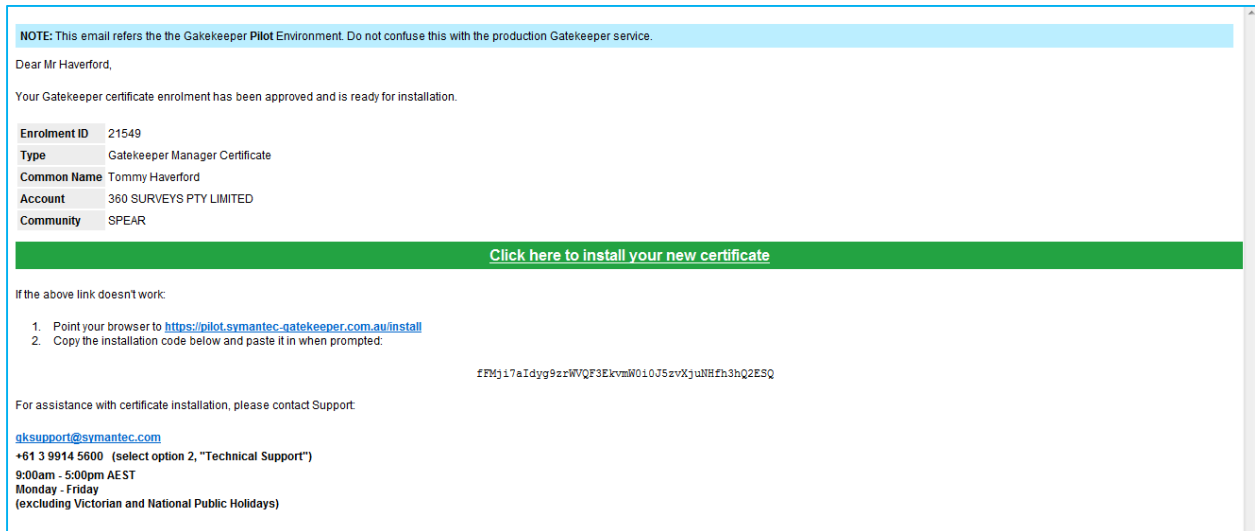 NOTE: This email refers the the Gakekeeper Pilot Environment. Do not confuse this with the production Gatekeeper service.
Dear Mr Haverford,
Your Gatekeeper certificate enrolment has been approved and is ready for installation.
Enrolment ID 21549
Type Gatekeeper Manager Certificate
Common Name Tommy Haverford
Account 360 SURVEYS PTY LIMITED
Community SPEAR
Click here to install your new certificate
If the above link doesn't work:
1. Point your browser to https://pilot.symantec-gatekeeper.com.au/install
2. Copy the installation code below and paste it in when prompted:
fFMji7aIdyg9zrWVQF3EkvmW0i0J5zvXjuNHfh3hQ2ESQ
For assistance with certificate installation, please contact Support:
gksupport@symantec.com
+61 3 9914 5600 (select option 2, "Technical Support")
9:00am - 5:00pm AEST
Monday - Friday
(excluding Victorian and National Public Holidays)